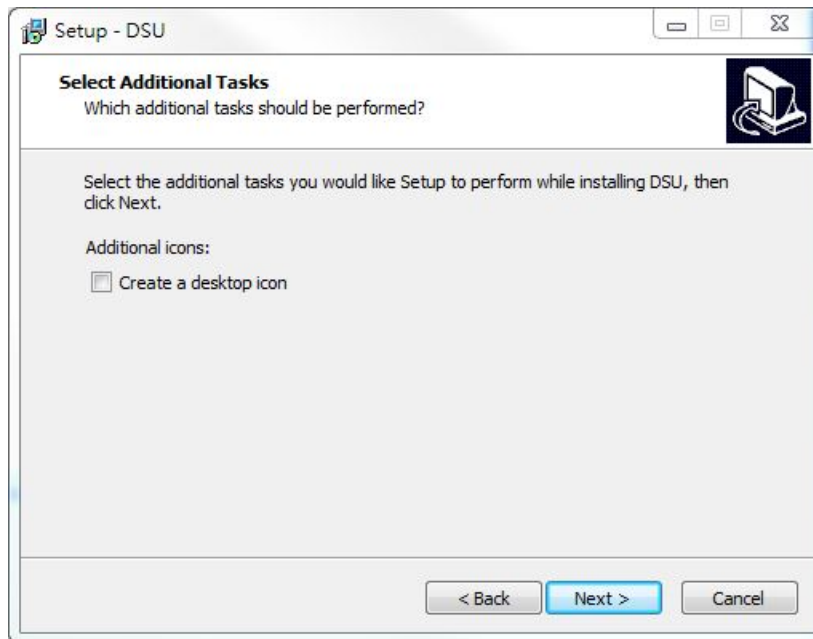 Setup - DSU
Select Additional Tasks
Which additional tasks should be performed?
Select the additional tasks you would like Setup to perform while installing DSU, then
click Next.
Additional icons:
Create a desktop icon
< Back Next > Cancel